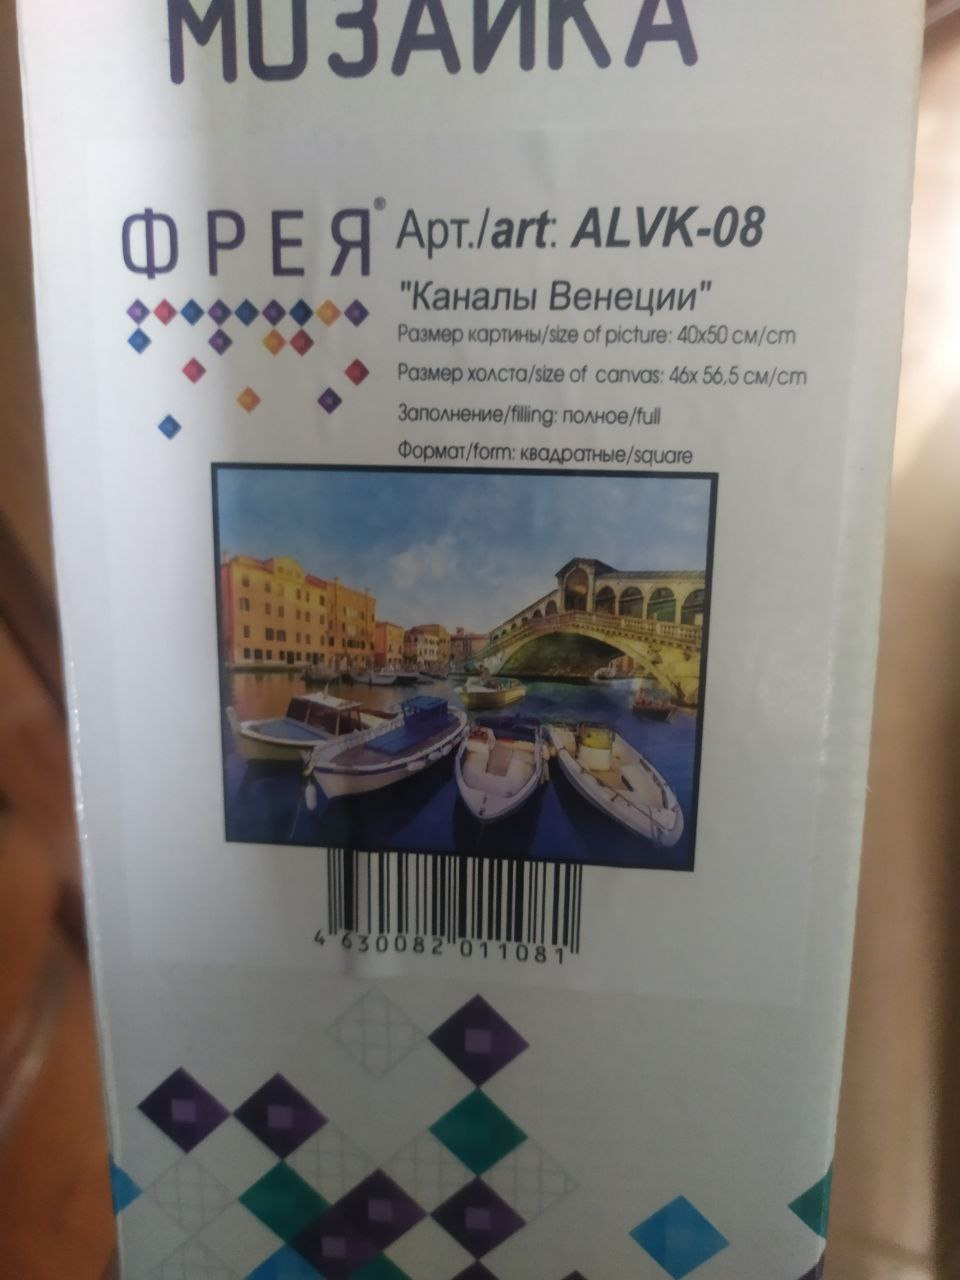 МОЗАИКА
ФРЕЯ®
Арт./art: ALVK-08
"Каналы Венеции"
Размер картины/size of picture: 40x50 см/cm
Размер холста/size of canvas: 46x 56,5 см/cm
Заполнение/filling: полное/full
Формат/form: квадратные/square
4 630082 011081